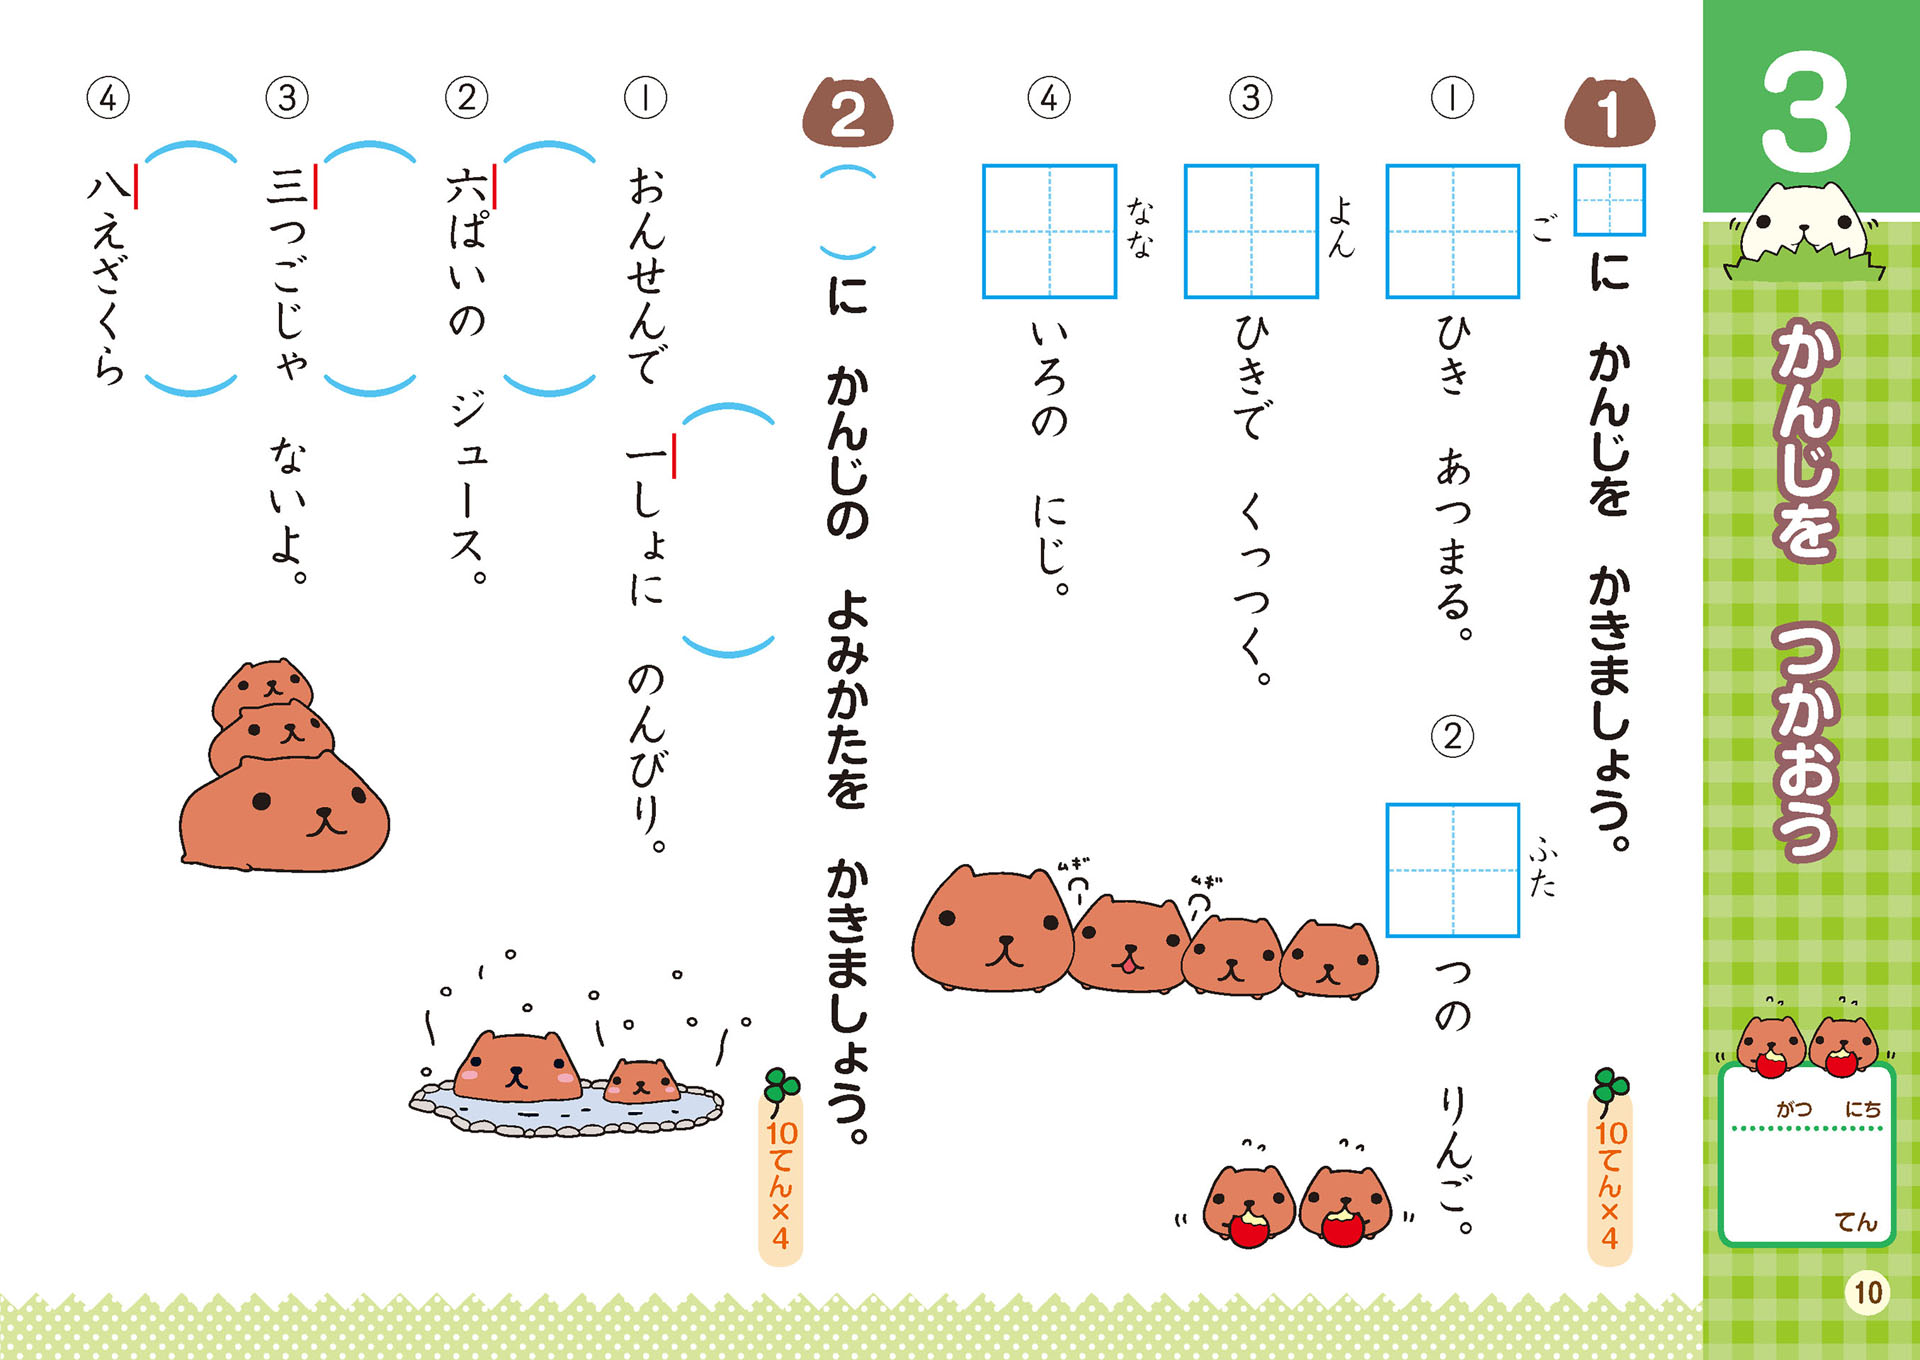 3
かんじを つかおう
がつ にち
てん
10
1
に かんじを かきましょう。
10てん×4
① ご
ひき あつまる。
② ふた
つの りんご。
③ よん
ひきで くっつく。
④ なな
いろの にじ。
ムギー
ムギー
2
( )に かんじの よみかたを かきましょう。
10てん×4
① おんせんで 一しょに のんびり。
② 六ぱいの ジュース。
③ 三つごじゃ ないよ。
④ 八えざくら